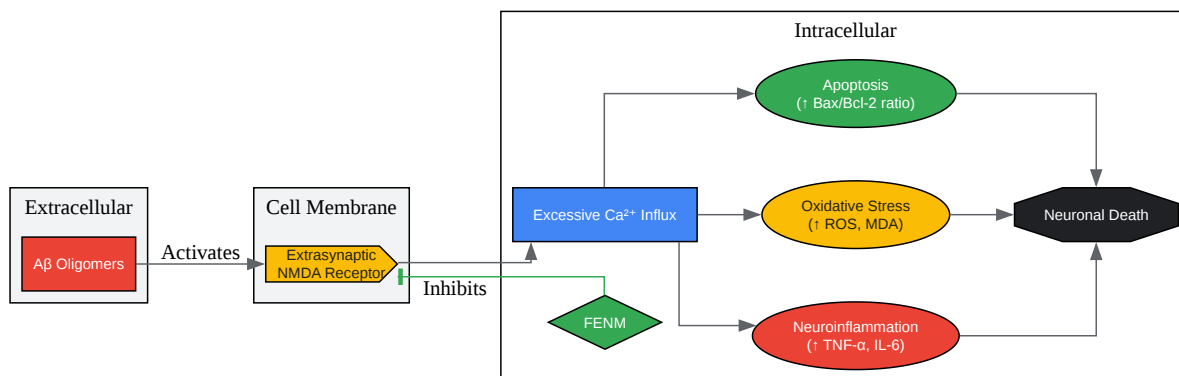 Intracellular
Apoptosis
(↑ Bax/Bcl-2 ratio)
Extracellular
Aβ Oligomers
Activates
Cell Membrane
Extrasynaptic
NMDA Receptor
Inhibits
Excessive Ca²⁺ Influx
FENM
Oxidative Stress
(↑ ROS, MDA)
Neuroinflammation
(↑ TNF-α, IL-6)
Neuronal Death